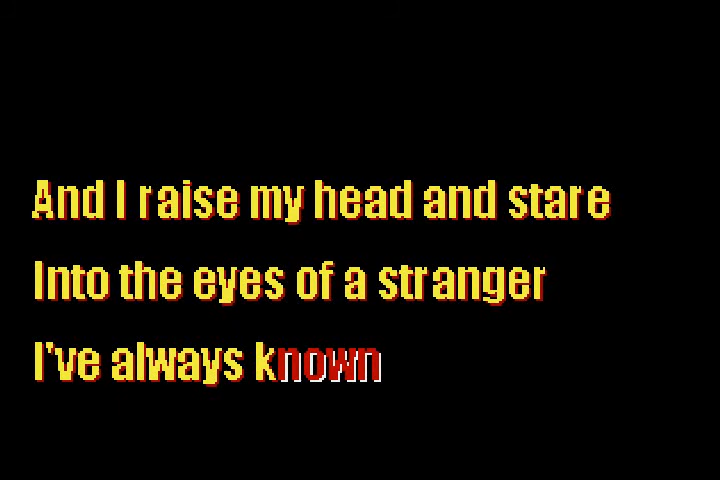 And I raise my head and stare
Into the eyes of a stranger
I've always known